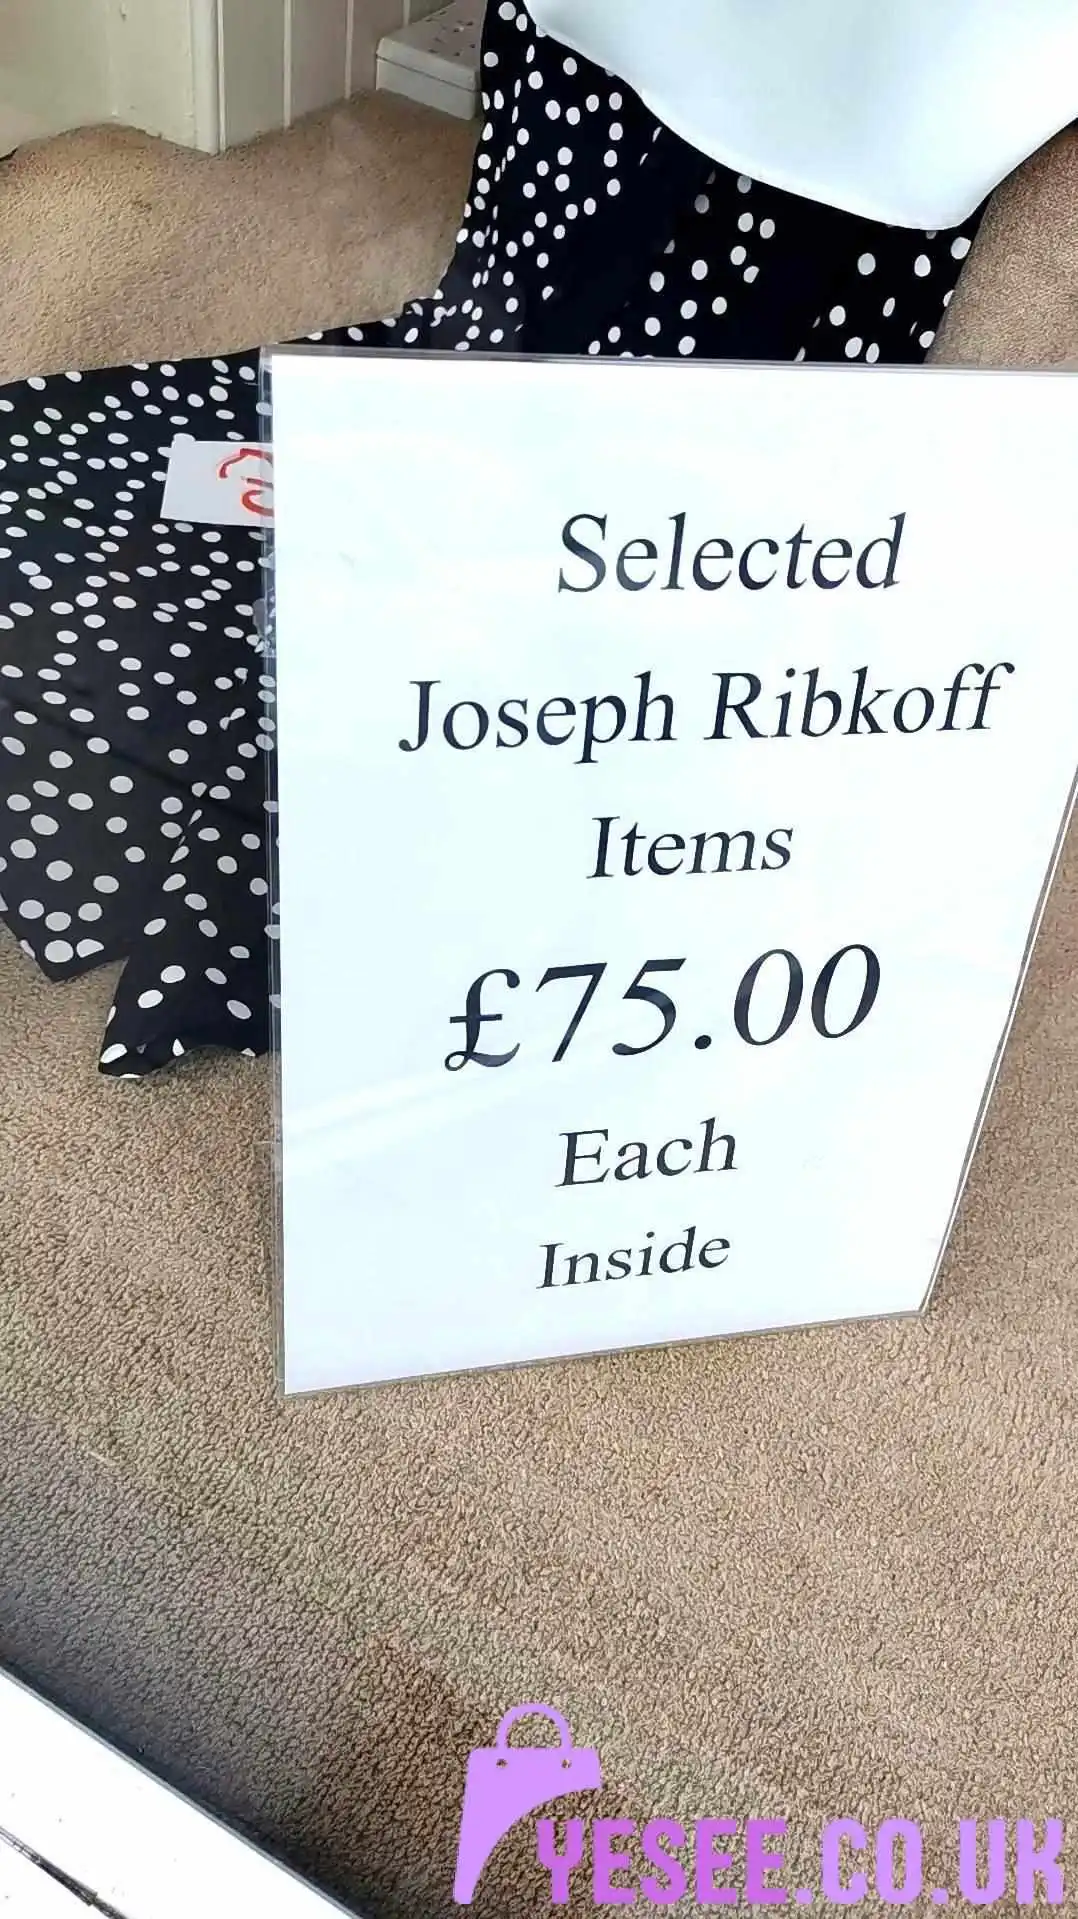 Selected
Joseph Ribkoff
Items
£75.00
Each
Inside
YESEE.CO.UK